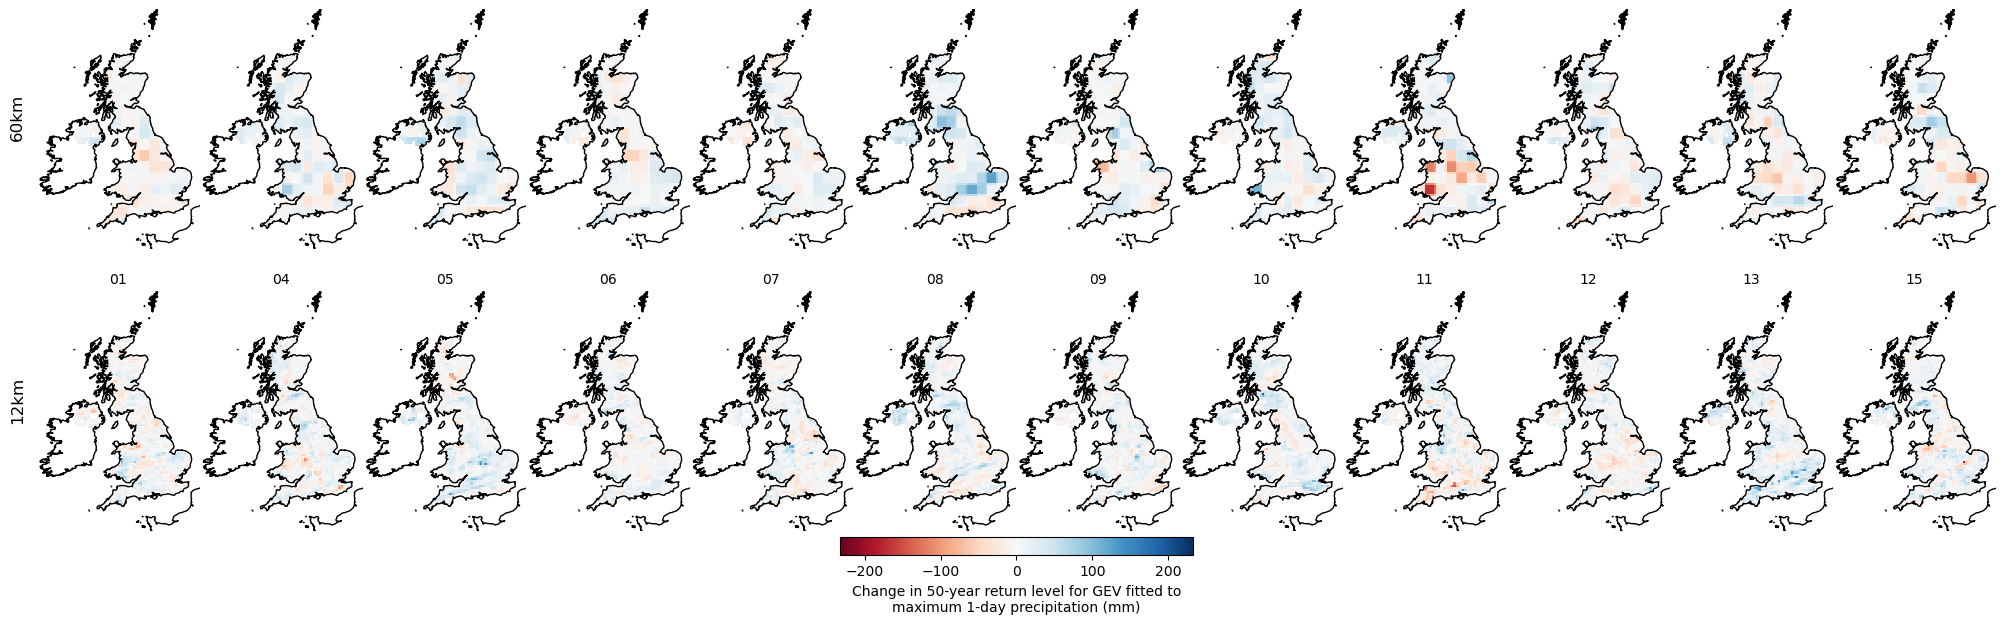 60km
01 04 05 06 07 08 09 10 11 12 13 15
12km
−200 −100 0 100 200
Change in 50-year return level for GEV fitted to
maximum 1-day precipitation (mm)